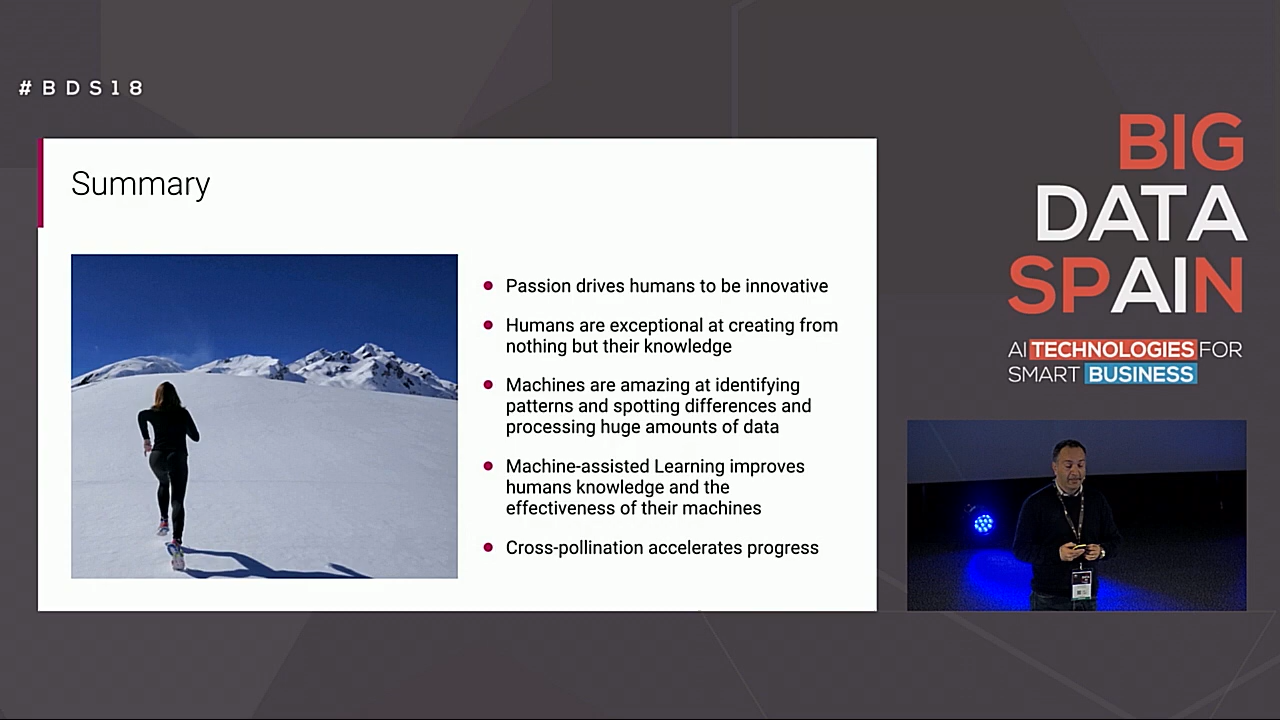 #BDS18
Summary
Passion drives humans to be innovative
Humans are exceptional at creating from
nothing but their knowledge
Machines are amazing at identifying
patterns and spotting differences and
processing huge amounts of data
Machine-assisted Learning improves
humans knowledge and the
effectiveness of their machines
Cross-pollination accelerates progress
BIG
DATA
SPAIN
AI TECHNOLOGIES FOR
SMART BUSINESS